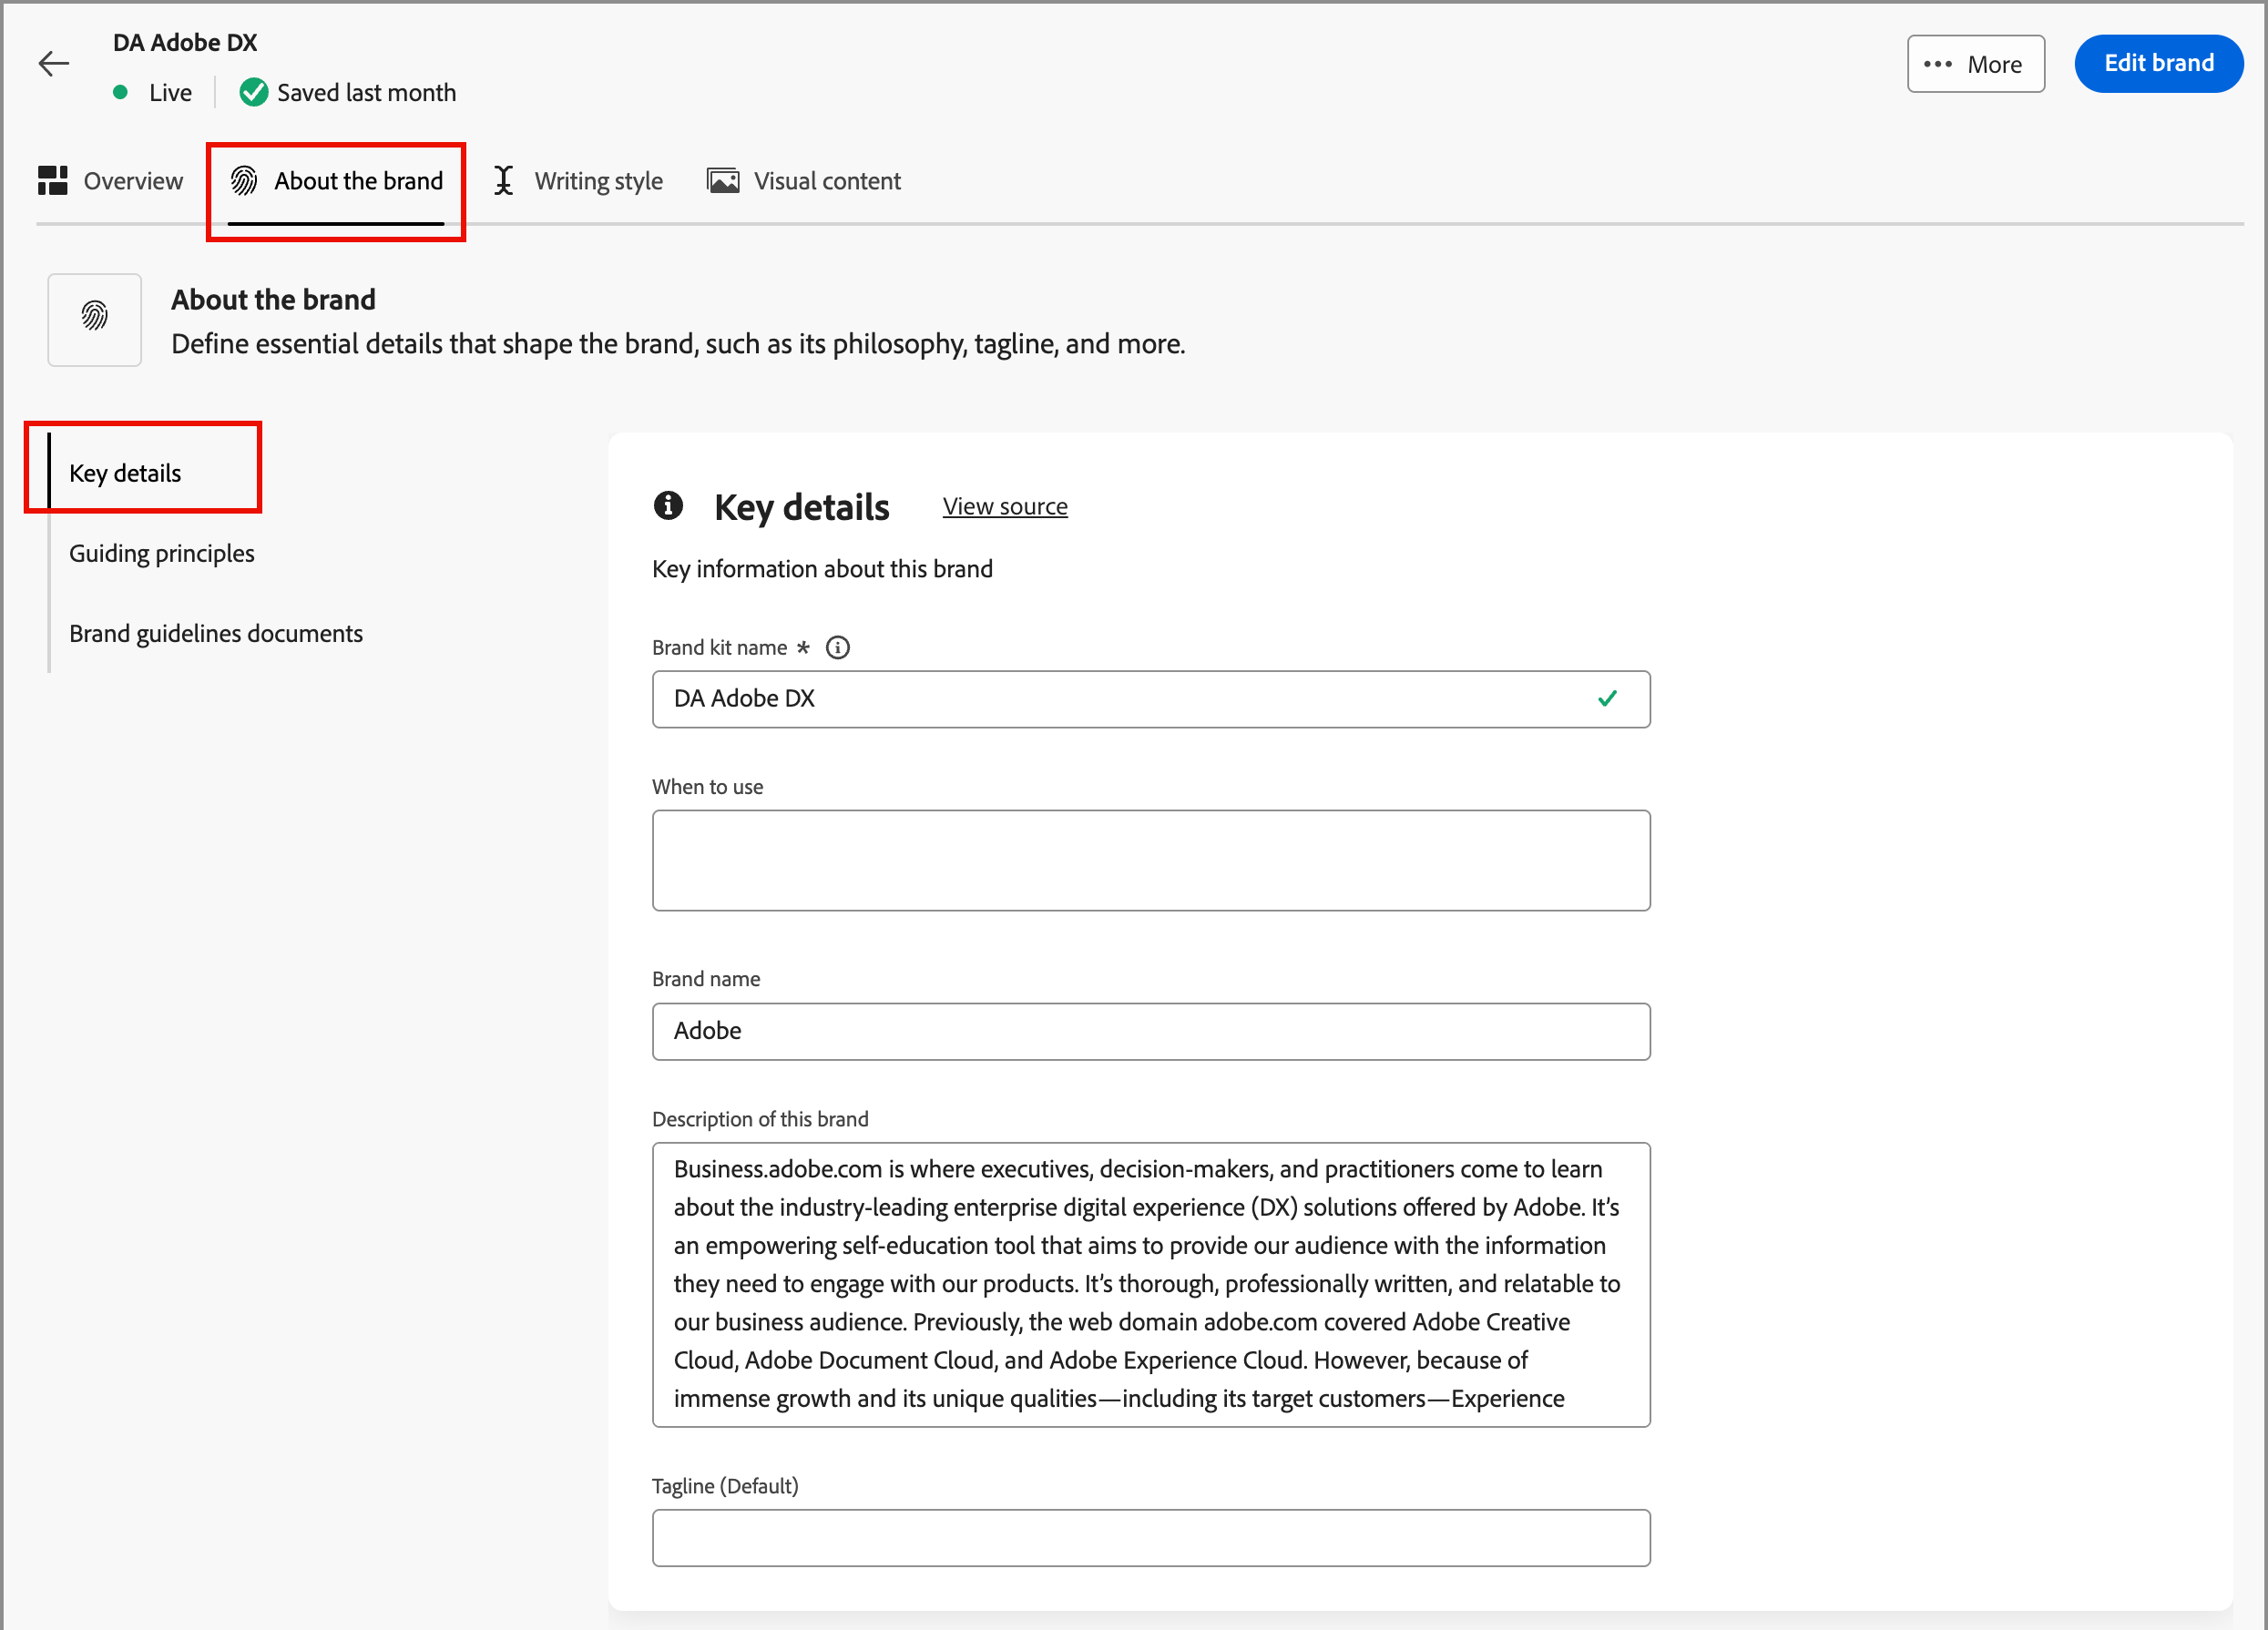 DA Adobe DX
Live
Saved last month
More
Edit brand
Overview
About the brand
Writing style
Visual content
About the brand
Define essential details that shape the brand, such as its philosophy, tagline, and more.
Key details
Guiding principles
Brand guidelines documents
Key details
View source
Key information about this brand
Brand kit name *
DA Adobe DX
When to use
Brand name
Adobe
Description of this brand
Business.adobe.com is where executives, decision-makers, and practitioners come to learn
about the industry-leading enterprise digital experience (DX) solutions offered by Adobe. It’s
an empowering self-education tool that aims to provide our audience with the information
they need to engage with our products. It’s thorough, professionally written, and relatable to
our business audience. Previously, the web domain adobe.com covered Adobe Creative
Cloud, Adobe Document Cloud, and Adobe Experience Cloud. However, because of
immense growth and its unique qualities—including its target customers—Experience
Tagline (Default)